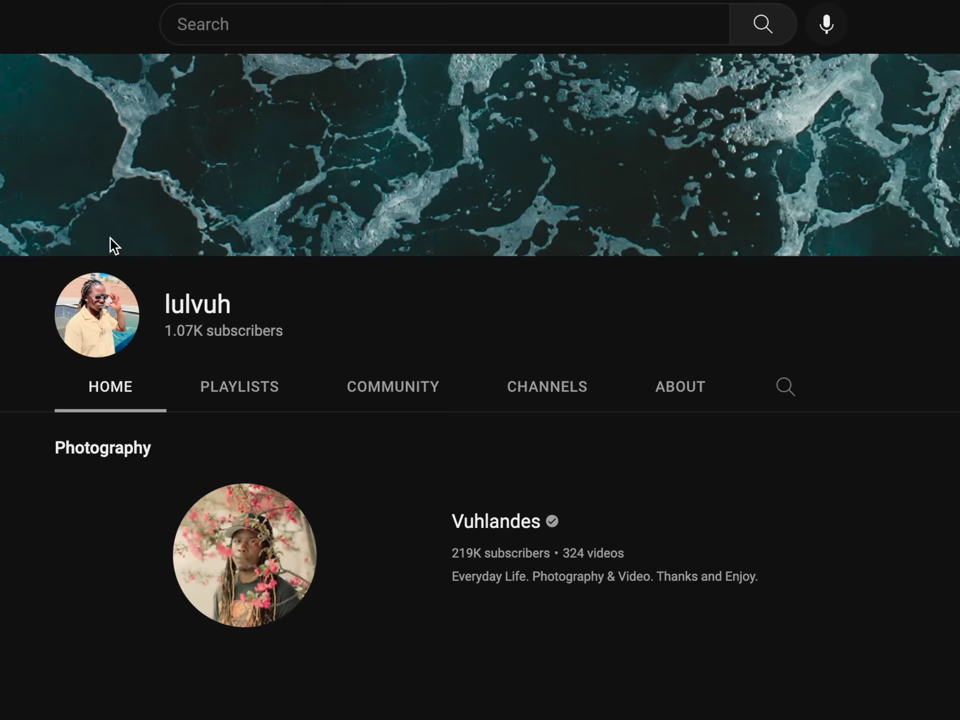 Search
lulvuh
1.07K subscribers
HOME PLAYLISTS COMMUNITY CHANNELS ABOUT
Photography
Vuhlandes
219K subscribers • 324 videos
Everyday Life. Photography & Video. Thanks and Enjoy.